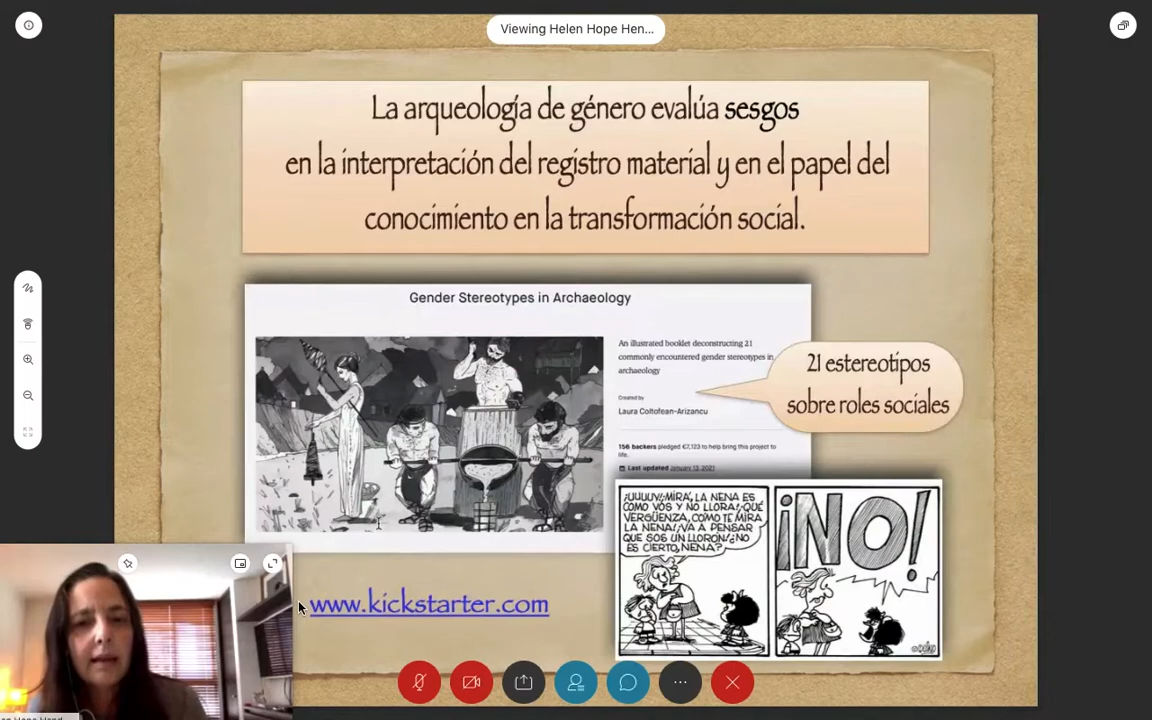 Viewing Helen Hope Hen...
La arqueología de género evalúa sesgos
en la interpretación del registro material y en el papel del
conocimiento en la transformación social.
Gender Stereotypes in Archaeology
An illustrated booklet deconstructing 21
commonly encountered gender stereotypes in
archaeology
Created by
Laura Coltofean-Arizancu
156 backers pledged €7,123 to help bring this project to
life.
Last updated January 13, 2021
21 estereotipos
sobre roles sociales
¡UUUUY!¡MIRÁ, LA NENA ES
COMO VOS Y NO LLORA!¡QUÉ
VERGÜENZA, CÓMO TE MIRA
LA NENA!¡VA A PENSAR
QUE SOS UN LLORÓN!¿NO
ES CIERTO, NENA?
¡NO!
www.kickstarter.com